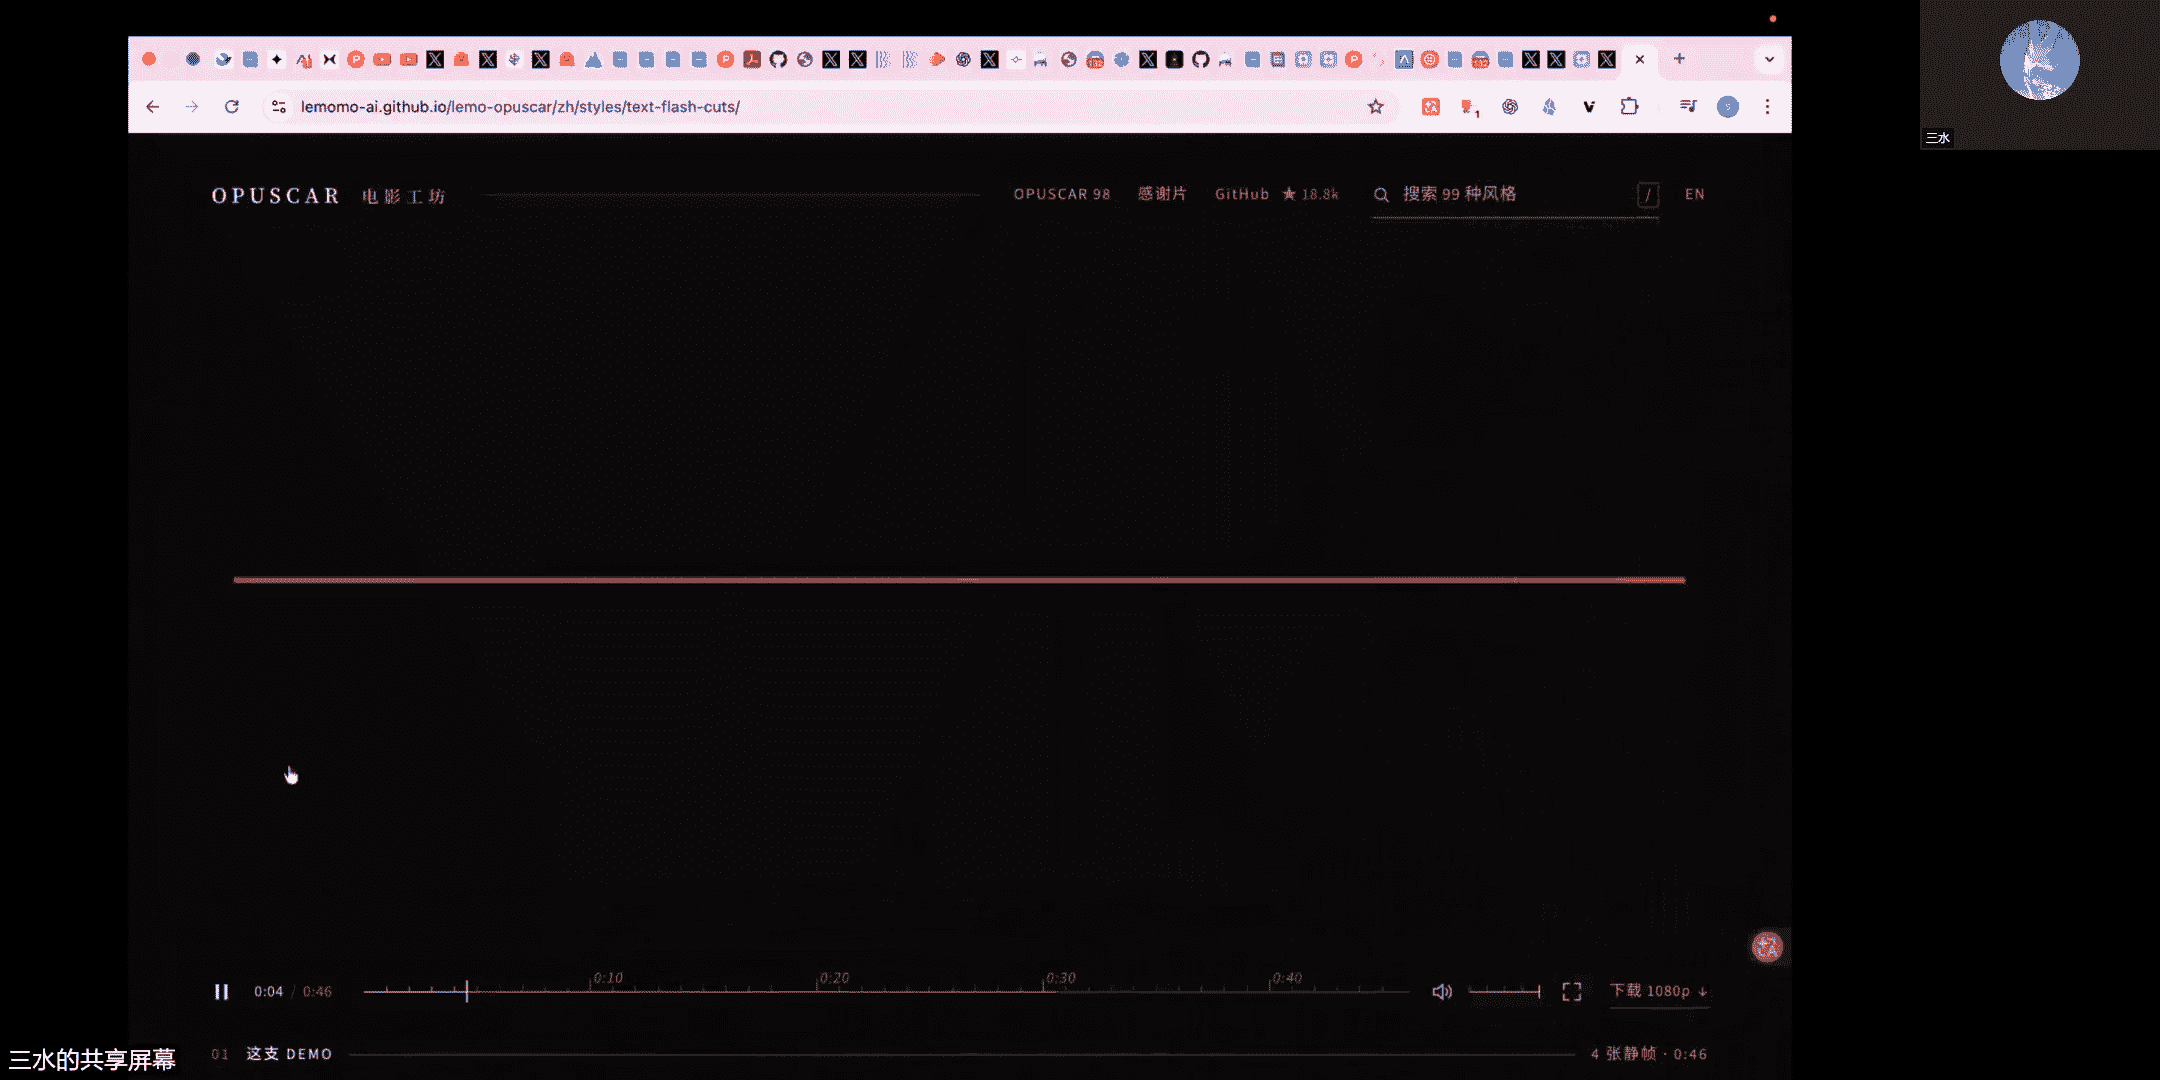 三水
lemomo-ai.github.io/lemo-opuscar/zh/styles/text-flash-cuts/
OPUSCAR 电影工坊
OPUSCAR 98 感谢片 GitHub ★ 18.8k 搜索 99 种风格 / EN
0:04 / 0:46
0:10 0:20 0:30 0:40
下载 1080p ↓
01 这支 DEMO
4 张静帧 · 0:46
三水的共享屏幕